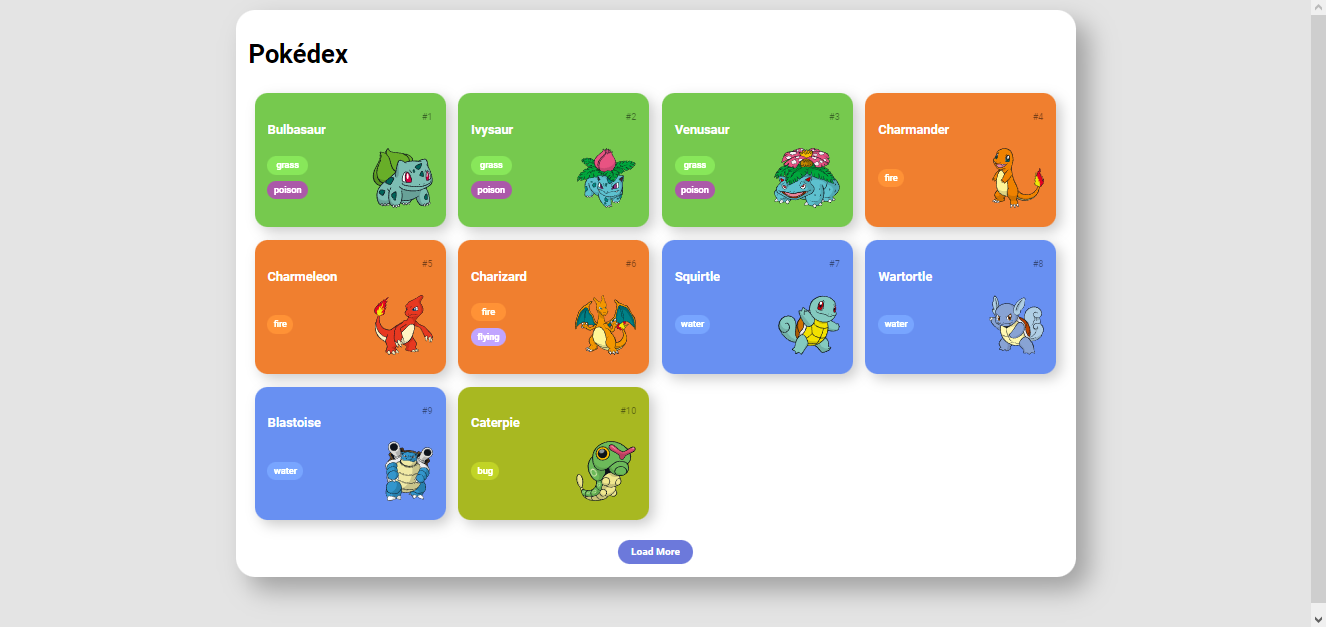 Pokédex
#1
Bulbasaur
grass
poison
#2
Ivysaur
grass
poison
#3
Venusaur
grass
poison
#4
Charmander
fire
#5
Charmeleon
fire
#6
Charizard
fire
flying
#7
Squirtle
water
#8
Wartortle
water
#9
Blastoise
water
#10
Caterpie
bug
Load More